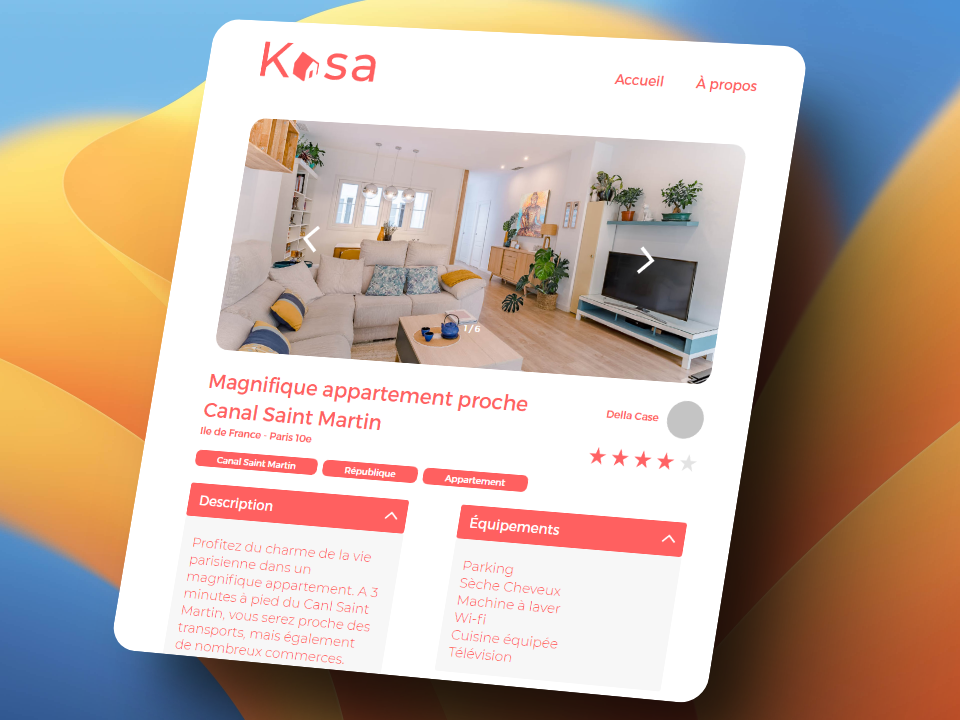 Kasa
Accueil
À propos
1/6
Magnifique appartement proche
Canal Saint Martin
Ile de France - Paris 10e
Della Case
Canal Saint Martin
République
Appartement
Description
Profitez du charme de la vie
parisienne dans un
magnifique appartement. A 3
minutes à pied du Canl Saint
Martin, vous serez proche des
transports, mais également
de nombreux commerces.
Équipements
Parking
Sèche Cheveux
Machine à laver
Wi-fi
Cuisine équipée
Télévision